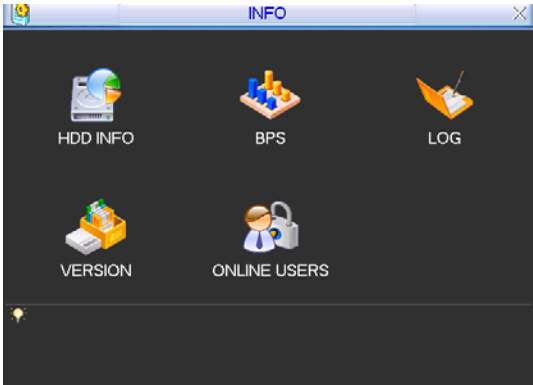 INFO
HDD INFO
BPS
LOG
VERSION
ONLINE USERS